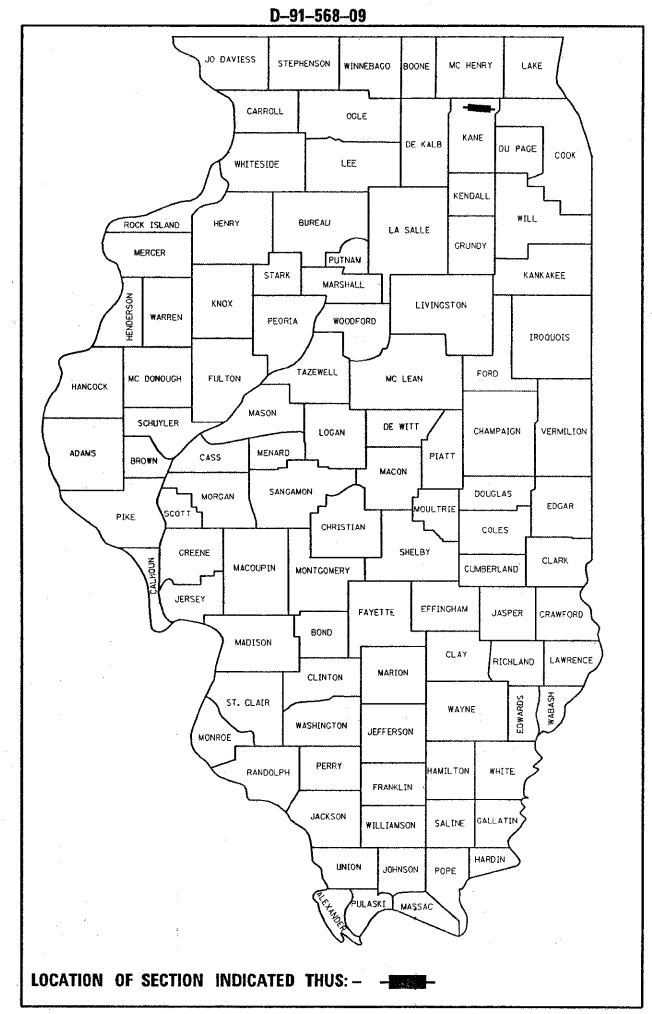 D-91-568-09
JO DAVIESS
STEPHENSON
WINNEBAGO
BOONE
MC HENRY
LAKE
CARROLL
OGLE
KANE
DE KALB
DU PAGE
COOK
WHITESIDE
LEE
KENDALL
ROCK ISLAND
HENRY
BUREAU
LA SALLE
WILL
GRUNDY
MERCER
PUTNAM
STARK
MARSHALL
KANKAKEE
HENDERSON
WARREN
KNOX
PEORIA
WOODFORD
LIVINGSTON
IROQUOIS
HANCOCK
MC DONOUGH
FULTON
TAZEWELL
MC LEAN
FORD
MASON
SCHUYLER
LOGAN
DE WITT
CHAMPAIGN
VERMILION
ADAMS
BROWN
CASS
MENARD
MACON
PIATT
MORGAN
SANGAMON
DOUGLAS
PIKE
SCOTT
CHRISTIAN
MOULTRIE
EDGAR
COLES
GREENE
MACOUPIN
MONTGOMERY
SHELBY
CUMBERLAND
CLARK
CALHOUN
JERSEY
FAYETTE
EFFINGHAM
JASPER
CRAWFORD
MADISON
BOND
CLAY
RICHLAND
LAWRENCE
CLINTON
MARION
ST. CLAIR
WAYNE
EDWARDS
WABASH
WASHINGTON
JEFFERSON
MONROE
RANDOLPH
PERRY
HAMILTON
WHITE
FRANKLIN
JACKSON
WILLIAMSON
SALINE
GALLATIN
UNION
JOHNSON
POPE
HARDIN
ALEXANDER
PULASKI
MASSAC
LOCATION OF SECTION INDICATED THUS: -